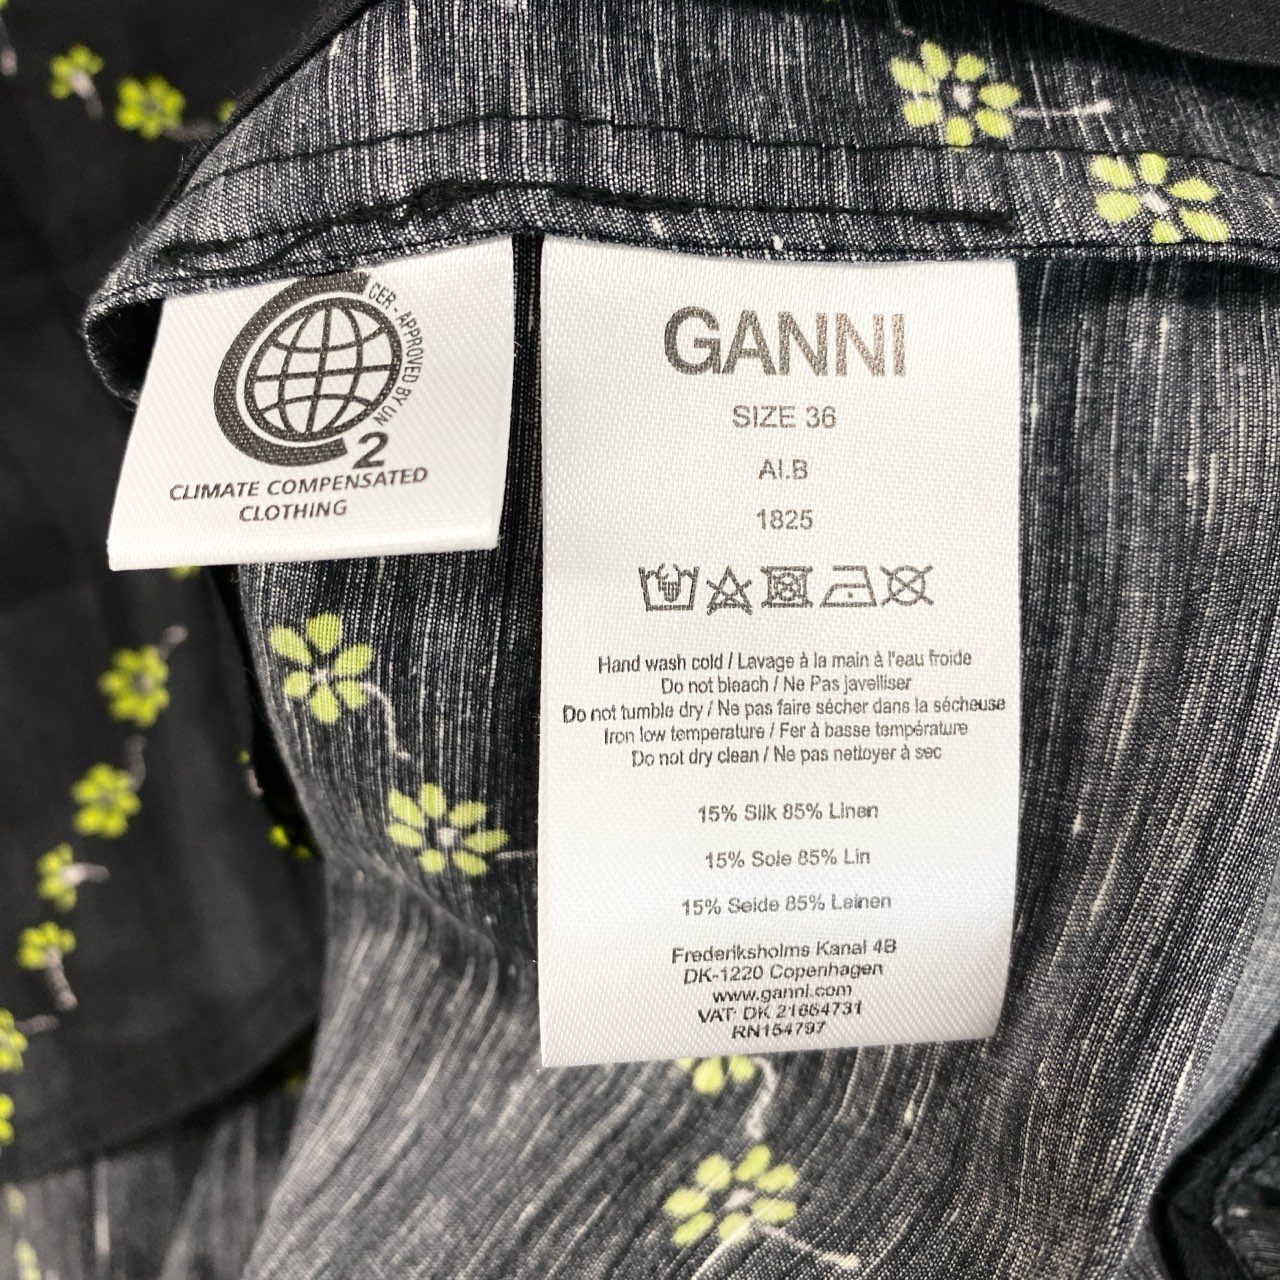 CER - APPROVED BY UN
2
CLIMATE COMPENSATED
CLOTHING
GANNI
SIZE 36
AI.B
1825
Hand wash cold / Lavage à la main à l'eau froide
Do not bleach / Ne Pas javelliser
Do not tumble dry / Ne pas faire sécher dans la sécheuse
Iron low temperature / Fer à basse température
Do not dry clean / Ne pas nettoyer à sec
15% Silk 85% Linen
15% Soie 85% Lin
15% Seide 85% Leinen
Frederiksholms Kanal 4B
DK-1220 Copenhagen
www.ganni.com
VAT: DK 21664731
RN154797